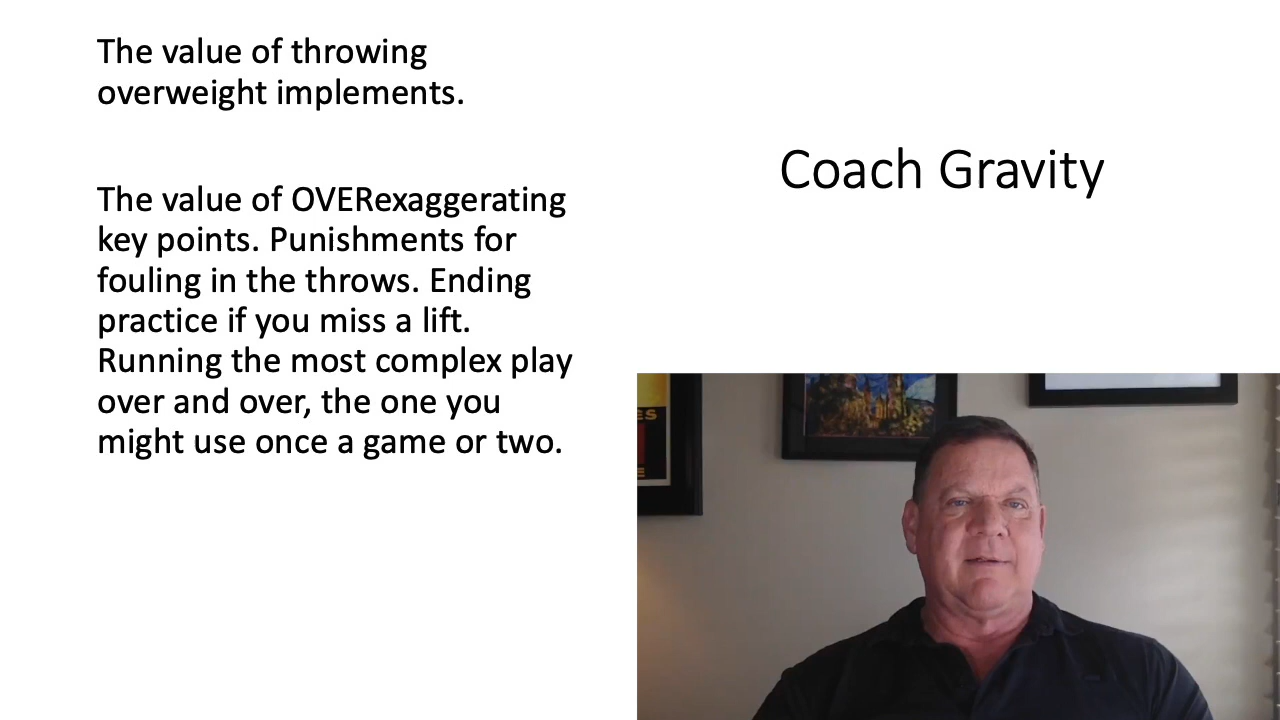 The value of throwing
overweight implements.
The value of OVERexaggerating
key points. Punishments for
fouling in the throws. Ending
practice if you miss a lift.
Running the most complex play
over and over, the one you
might use once a game or two.
Coach Gravity
ES
E